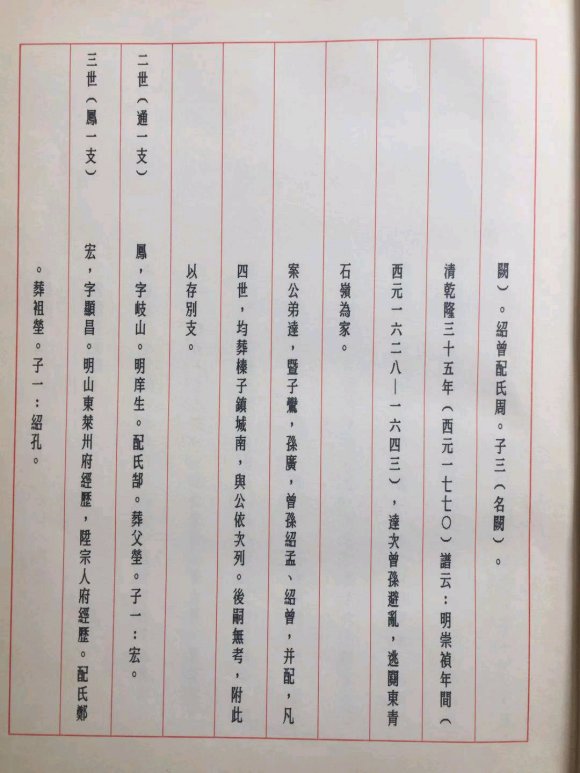 闕）。紹曾配氏周。子三（名闕）。
清乾隆三十五年（西元一七七〇）譜云：明崇禎年間（
西元一六二八—一六四三），達次曾孫避亂，逃關東青
石嶺為家。
案公弟達，暨子鸞，孫廣，曾孫紹孟、紹曾，并配，凡
四世，均葬榛子鎮城南，與公依次列。後嗣無考，附此
以存別支。
二世（通一支）　鳳，字岐山。明庠生。配氏郜。葬父塋。子一：宏。
三世（鳳一支）　宏，字顯昌。明山東萊州府經歷，陞宗人府經歷。配氏鄭
。葬祖塋。子一：紹孔。